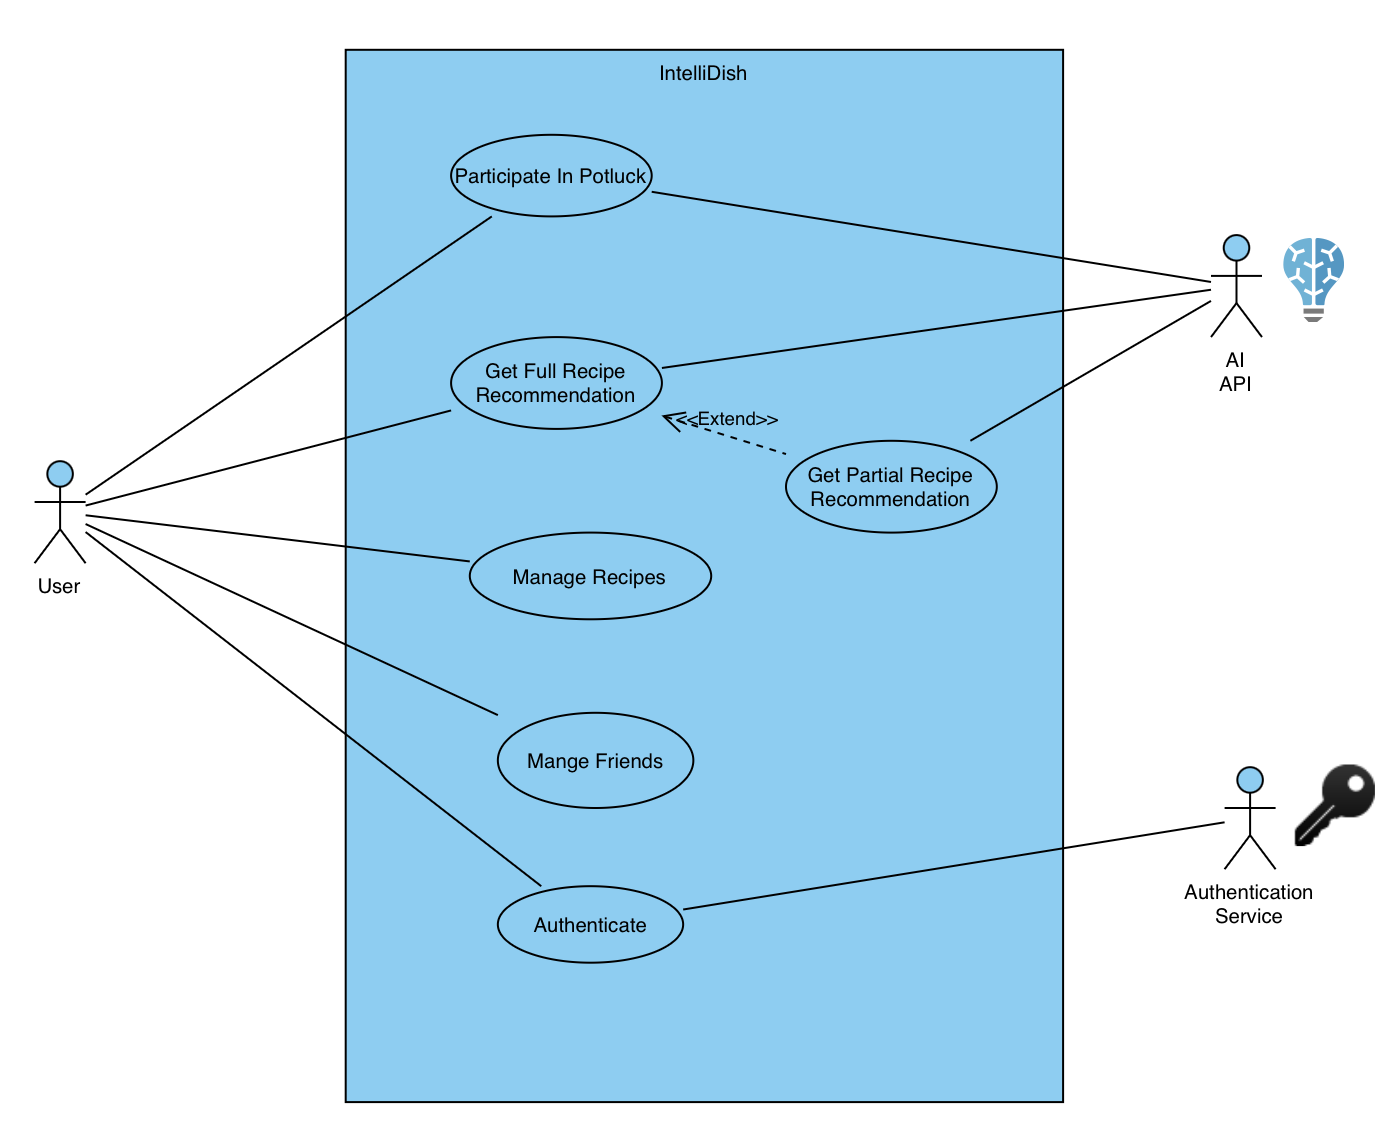 IntelliDish
Participate In Potluck
Get Full Recipe
Recommendation
<<Extend>>
Get Partial Recipe
Recommendation
Manage Recipes
Mange Friends
Authenticate
User
AI
API
Authentication
Service